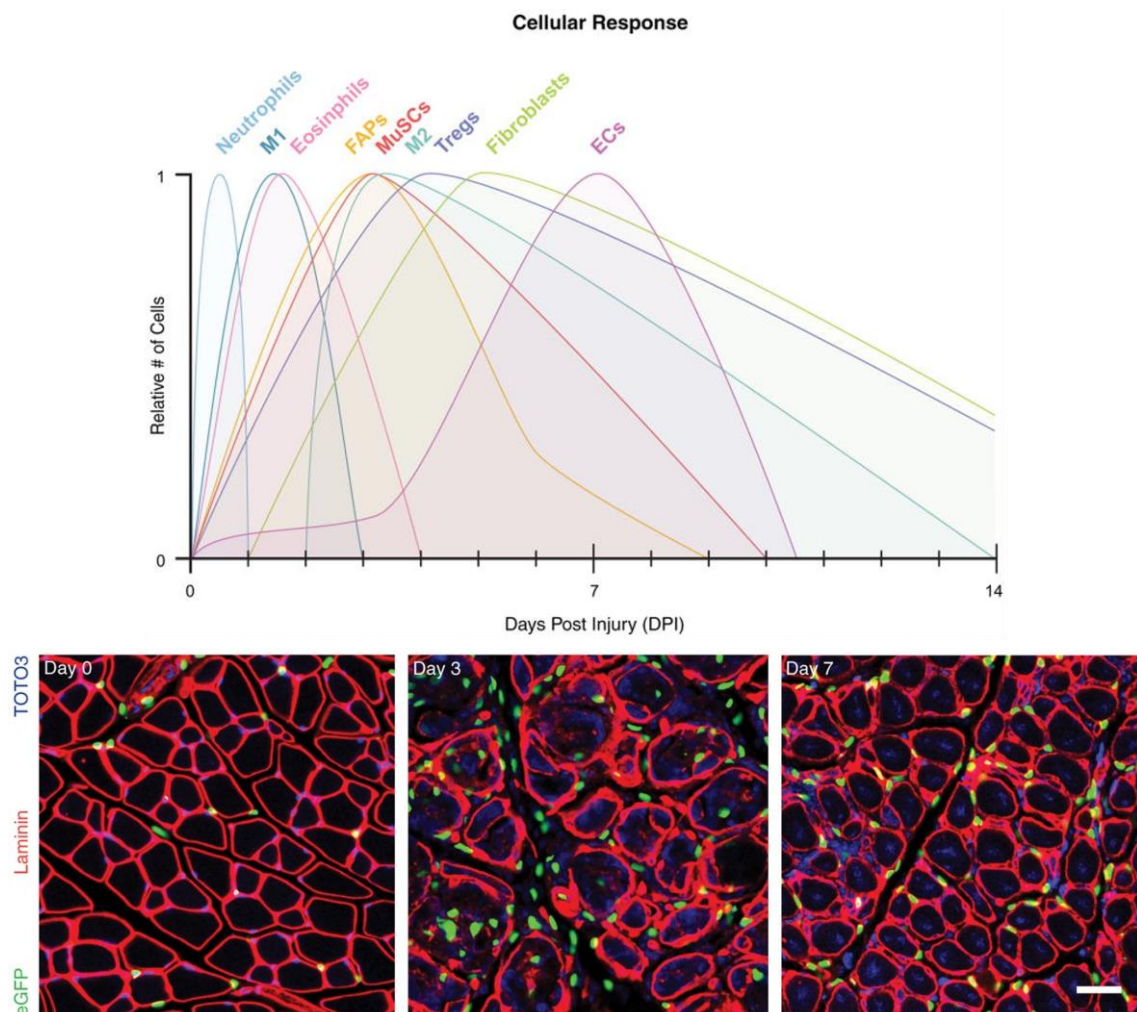 Cellular Response
Neutrophils
M1
Eosinphils
FAPs
MuSCs
M2
Tregs
Fibroblasts
ECs
1
Relative # of Cells
0
0
7
14
Days Post Injury (DPI)
Day 0
Day 3
Day 7
TOTO3
Laminin
eGFP